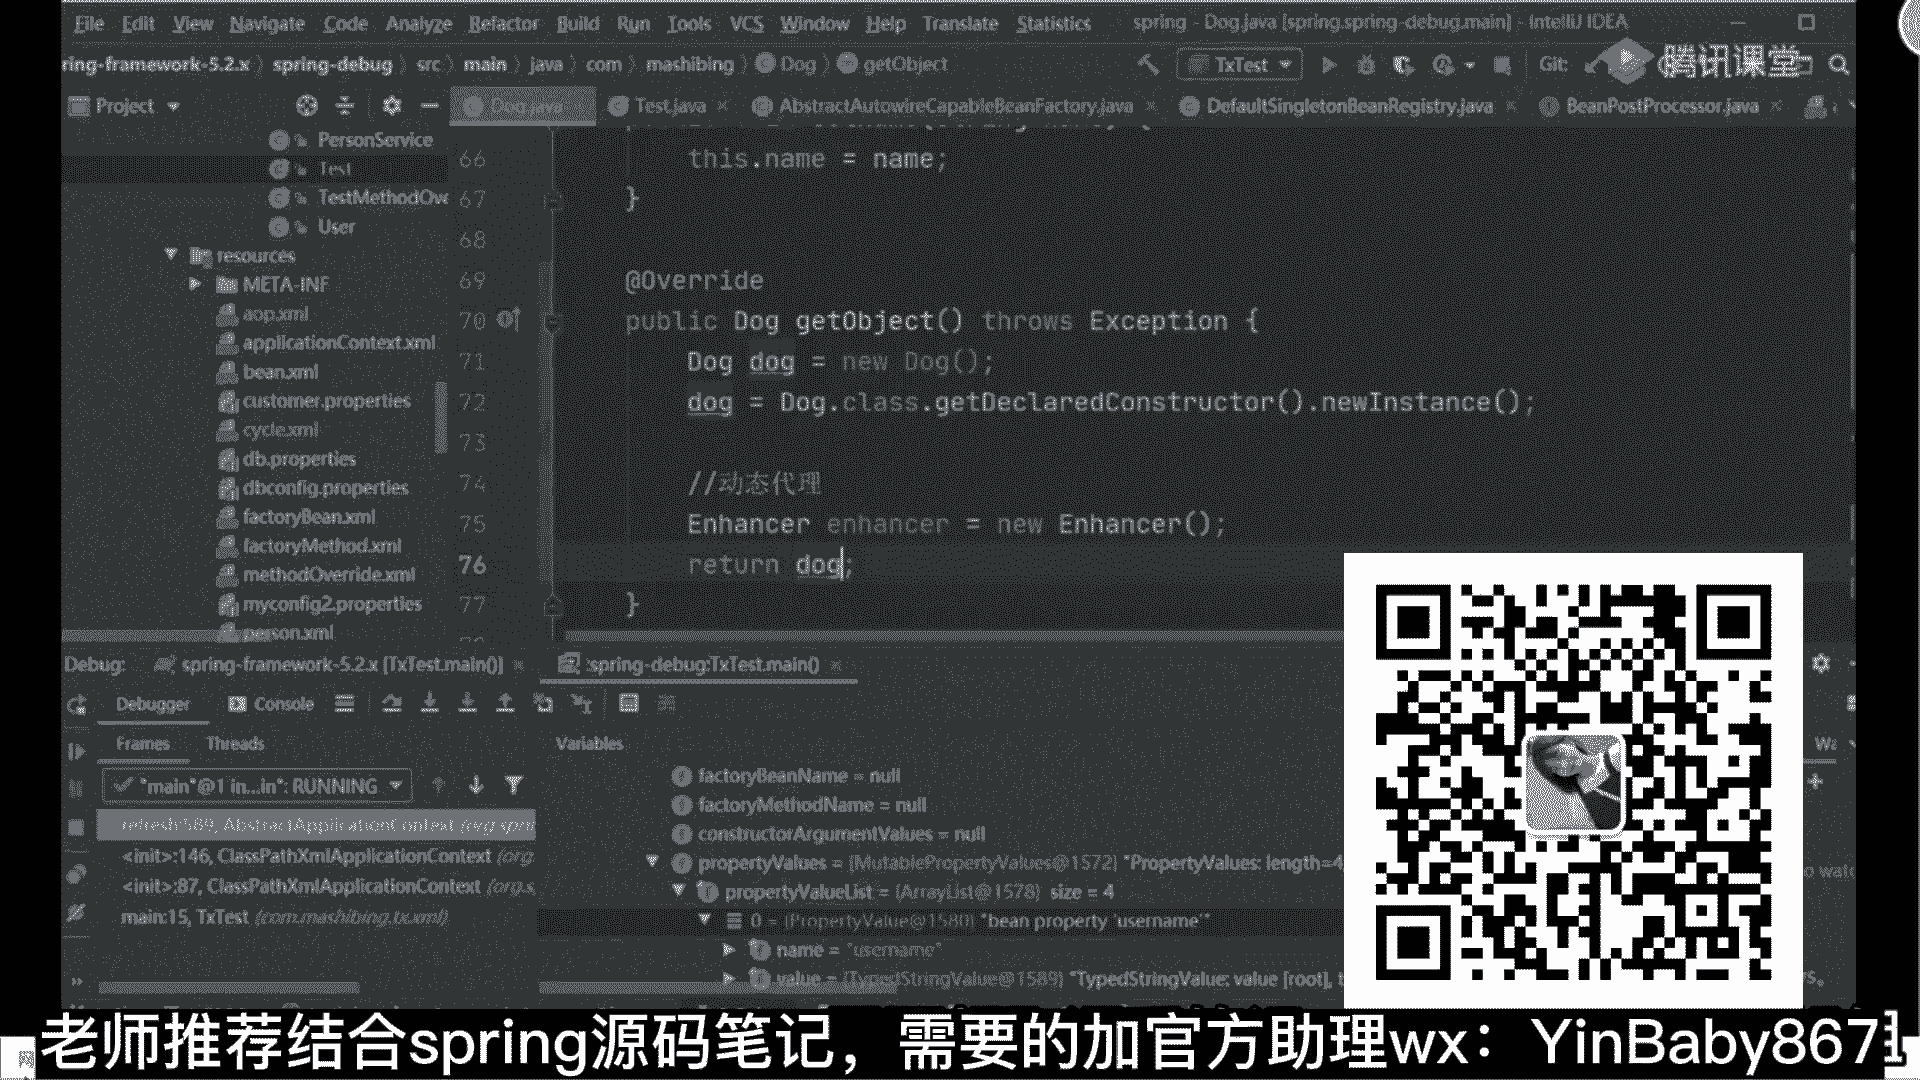 File Edit View Navigate Code Analyze Refactor Build Run Tools VCS Window Help Translate Statistics spring - Dog.java [spring.spring-debug.main] - IntelliJ IDEA
ring-framework-5.2.x spring-debug src main java com mashibing Dog getObject TxTest Git: 腾讯课堂
Project Dog.java Test.java AbstractAutowireCapableBeanFactory.java DefaultSingletonBeanRegistry.java BeanPostProcessor.java
PersonService
Test
TestMethodOve
User
resources
META-INF
aop.xml
applicationContext.xml
bean.xml
customer.properties
cycle.xml
db.properties
dbconfig.properties
factoryBean.xml
factoryMethod.xml
methodOverride.xml
myconfig2.properties
person.xml
66 this.name = name;
67 }
68
69 @Override
70 public Dog getObject() throws Exception {
71 Dog dog = new Dog();
72 dog = Dog.class.getDeclaredConstructor().newInstance();
73
74 //动态代理
75 Enhancer enhancer = new Enhancer();
76 return dog;
77 }
Debug: spring-framework-5.2.x [TxTest.main()] spring-debug:TxTest.main()
Debugger Console
Frames Threads
"main"@1 in...in": RUNNING
refresh:589, AbstractApplicationContext (org.sprin
<init>:146, ClassPathXmlApplicationContext (org.
<init>:87, ClassPathXmlApplicationContext (org.s
main:15, TxTest (com.mashibing.tx.xml)
Variables
factoryBeanName = null
factoryMethodName = null
constructorArgumentValues = null
propertyValues = {MutablePropertyValues@1572} "PropertyValues: length=4
propertyValueList = {ArrayList@1578} size = 4
0 = {PropertyValue@1580} "bean property 'username'"
name = "username"
value = {TypedStringValue@1589} "TypedStringValue: value [root], t
老师推荐结合spring源码笔记，需要的加官方助理wx：YinBaby8671